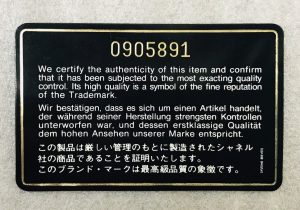 0905891
We certify the authenticity of this item and confirm
that it has been subjected to the most exacting quality
control. Its high quality is a symbol of the fine reputation
of the Trademark.
Wir bestätigen, dass es sich um einen Artikel handelt,
der während seiner Herstellung strengsten Kontrollen
unterworfen war, und dessen erstklassige Qualität
dem hohen Ansehen unserer Marke entspricht.
この製品は厳しい管理のもとに製造されたシャネル
社の商品であることを証明いたします。
このブランド・マークは最高級品質の象徴です。